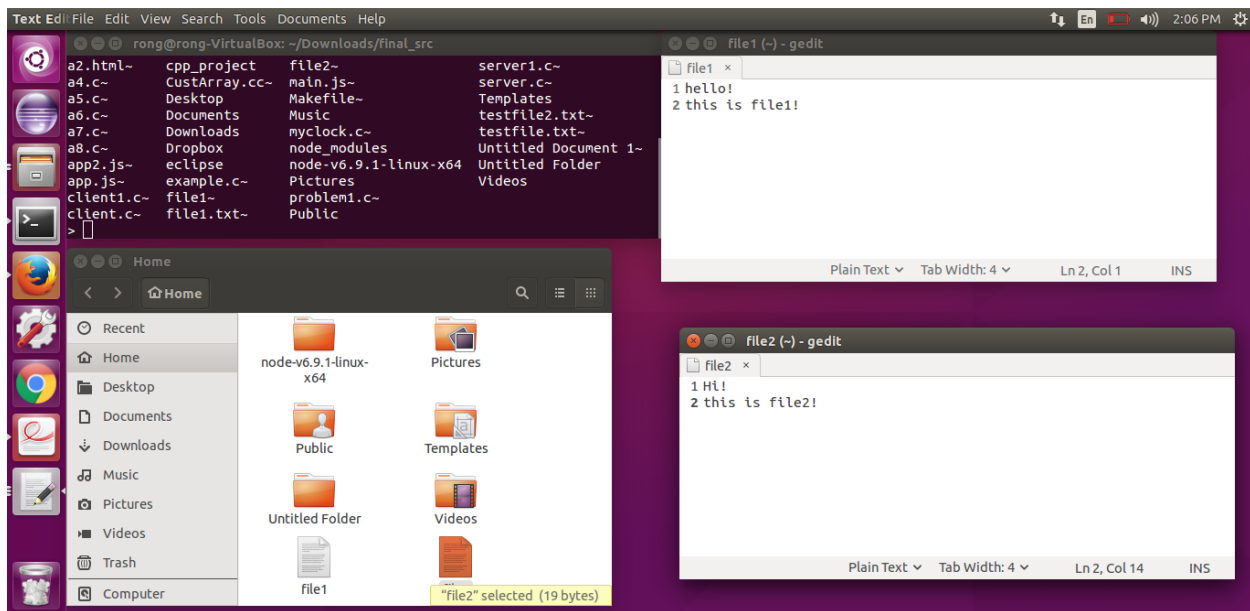 Text Edi File Edit View Search Tools Documents Help En 2:06 PM
rong@rong-VirtualBox: ~/Downloads/final_src
a2.html~ cpp_project file2~ server1.c~
a4.c~ CustArray.cc~ main.js~ server.c~
a5.c~ Desktop Makefile~ Templates
a6.c~ Documents Music testfile2.txt~
a7.c~ Downloads myclock.c~ testfile.txt~
a8.c~ Dropbox node_modules Untitled Document 1~
app2.js~ eclipse node-v6.9.1-linux-x64 Untitled Folder
app.js~ example.c~ Pictures Videos
client1.c~ file1~ problem1.c~
client.c~ file1.txt~ Public
>
file1 (~) - gedit
file1 ×
1 hello!
2 this is file1!
Plain Text Tab Width: 4 Ln 2, Col 1 INS
Home
Home
Recent
Home
Desktop
Documents
Downloads
Music
Pictures
Videos
Trash
Computer
node-v6.9.1-linux-
x64
Pictures
Public
Templates
Untitled Folder
Videos
file1
"file2" selected (19 bytes)
file2 (~) - gedit
file2 ×
1 Hi!
2 this is file2!
Plain Text Tab Width: 4 Ln 2, Col 14 INS